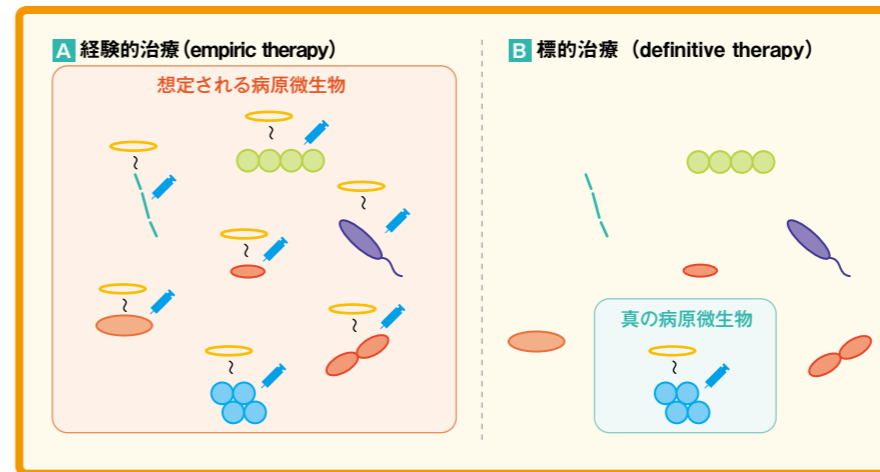 A 経験的治療(empiric therapy)
想定される病原微生物
B 標的治療 (definitive therapy)
真の病原微生物